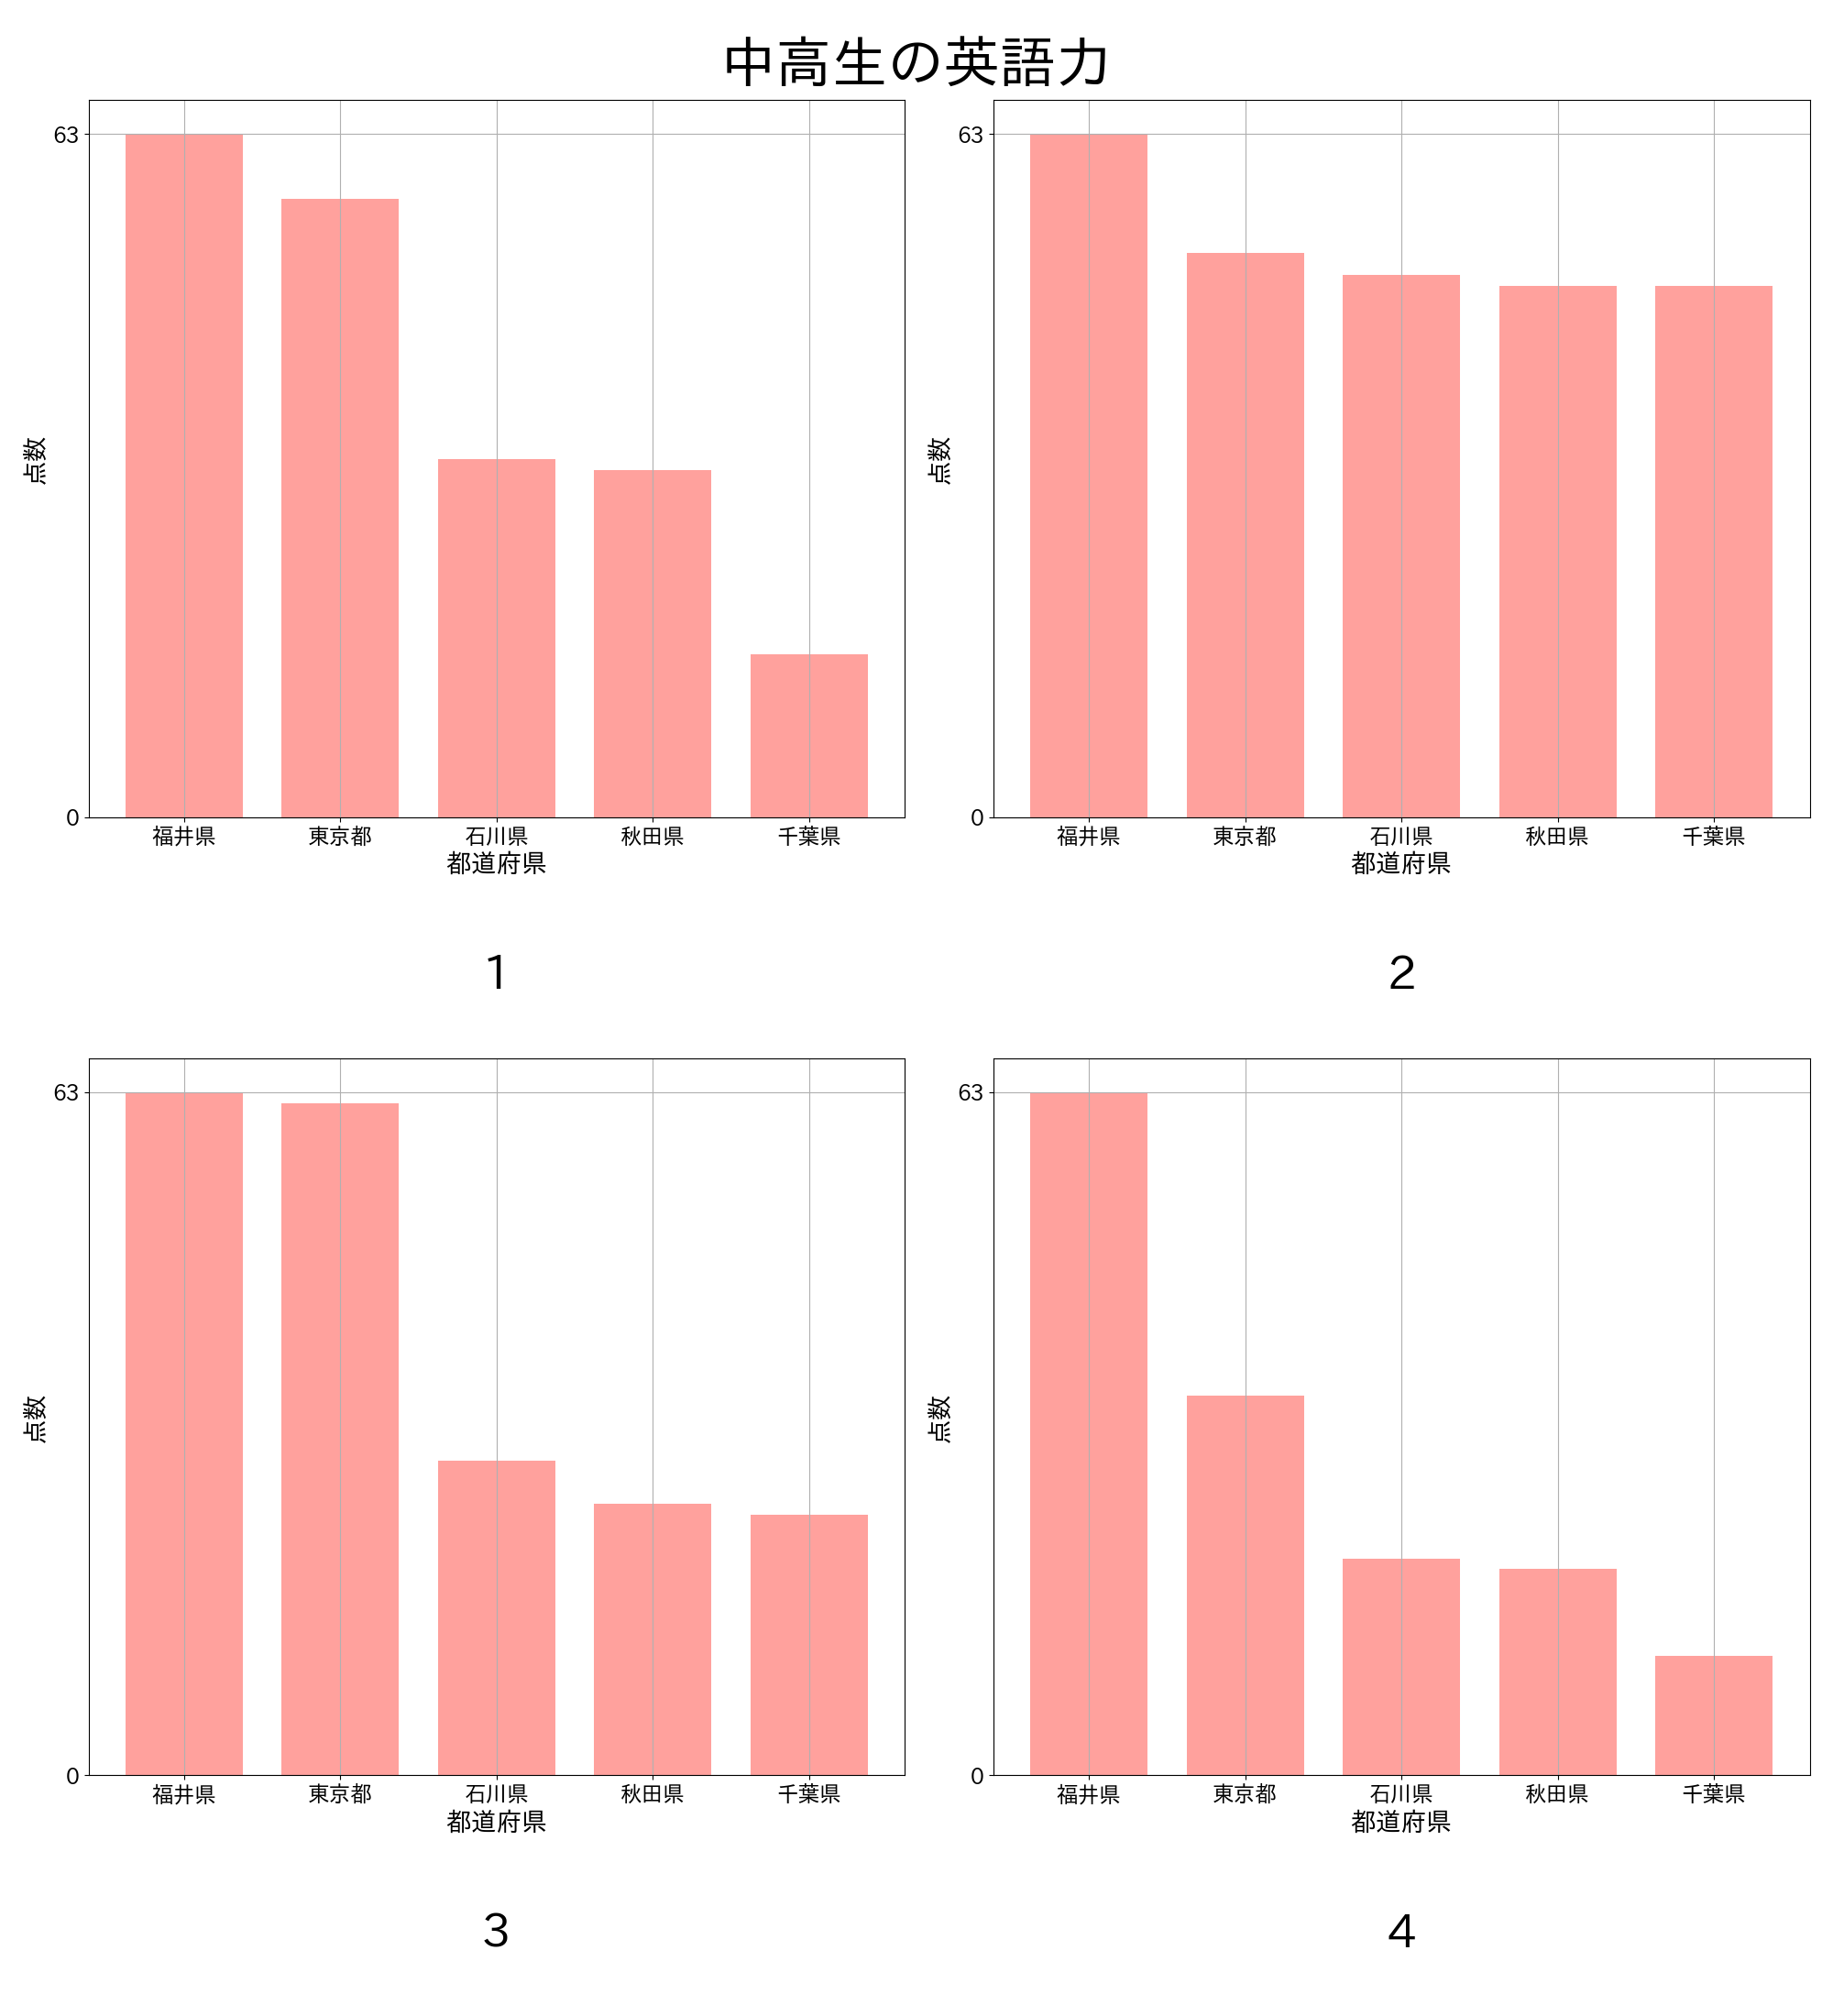 中高生の英語力
63
0
点数
福井県 東京都 石川県 秋田県 千葉県
都道府県
1
63
0
点数
福井県 東京都 石川県 秋田県 千葉県
都道府県
2
63
0
点数
福井県 東京都 石川県 秋田県 千葉県
都道府県
3
63
0
点数
福井県 東京都 石川県 秋田県 千葉県
都道府県
4